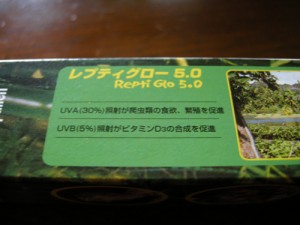 レプティグロー 5.0
Repti Glo 5.0
UVA(30%)照射が爬虫類の食欲、繁殖を促進
UVB(5%)照射がビタミンD3の合成を促進